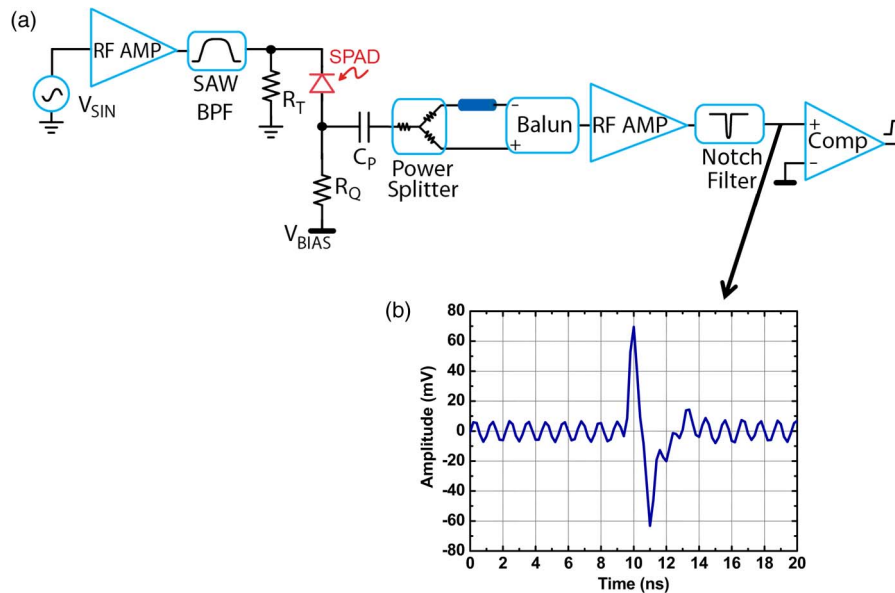 (a)
RF AMP
SAW
BPF
V_SIN
R_T
SPAD
C_P
R_Q
V_BIAS
Power
Splitter
-
+
Balun
RF AMP
Notch
Filter
+
Comp
-
(b)
Amplitude (mV)
80
60
40
20
0
-20
-40
-60
-80
0 2 4 6 8 10 12 14 16 18 20
Time (ns)